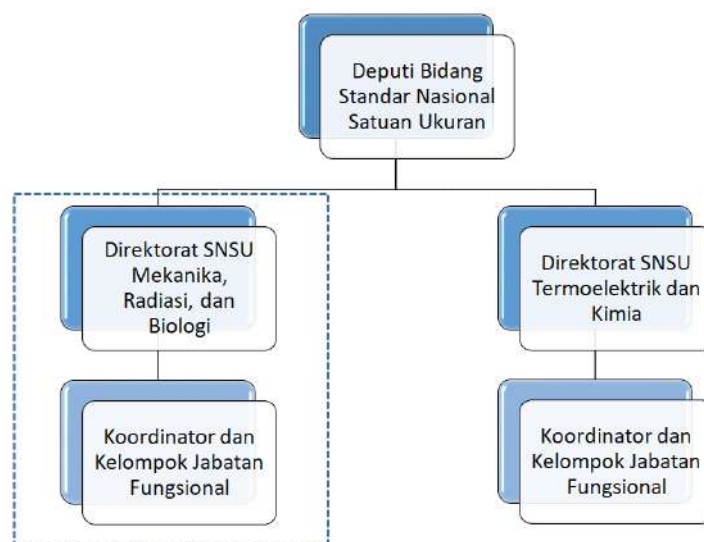 Deputi Bidang
Standar Nasional
Satuan Ukuran
Direktorat SNSU
Mekanika,
Radiasi, dan
Biologi
Direktorat SNSU
Termoelektrik dan
Kimia
Koordinator dan
Kelompok Jabatan
Fungsional
Koordinator dan
Kelompok Jabatan
Fungsional